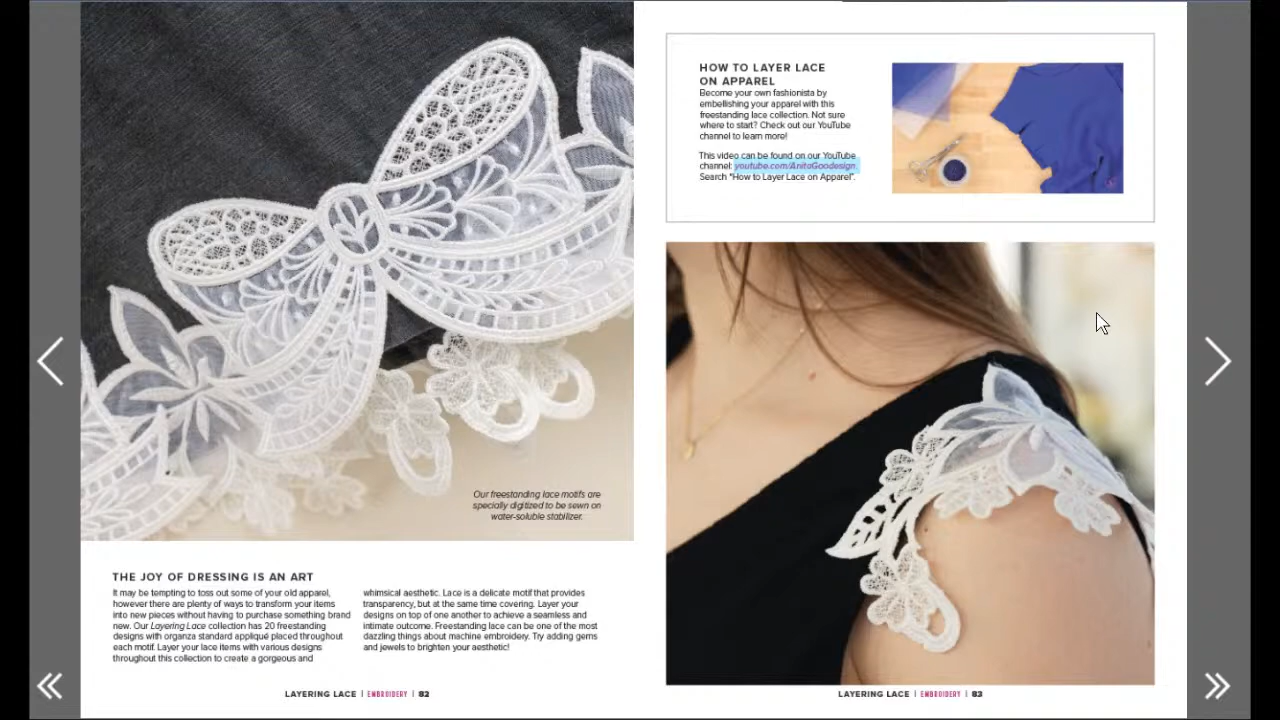 Our freestanding lace motifs are
specially digitized to be sewn on
water-soluble stabilizer.
THE JOY OF DRESSING IS AN ART
It may be tempting to toss out some of your old apparel,
however there are plenty of ways to transform your items
into new pieces without having to purchase something brand
new. Our Layering Lace collection has 20 freestanding
designs with organza standard appliqué placed throughout
each motif. Layer your lace items with various designs
throughout this collection to create a gorgeous and
whimsical aesthetic. Lace is a delicate motif that provides
transparency, but at the same time covering. Layer your
designs on top of one another to achieve a seamless and
intimate outcome. Freestanding lace can be one of the most
dazzling things about machine embroidery. Try adding gems
and jewels to brighten your aesthetic!
LAYERING LACE | EMBROIDERY | 82
HOW TO LAYER LACE
ON APPAREL
Become your own fashionista by
embellishing your apparel with this
freestanding lace collection. Not sure
where to start? Check out our YouTube
channel to learn more!
This video can be found on our YouTube
channel: youtube.com/AnitaGoodesign.
Search "How to Layer Lace on Apparel".
LAYERING LACE | EMBROIDERY | 83